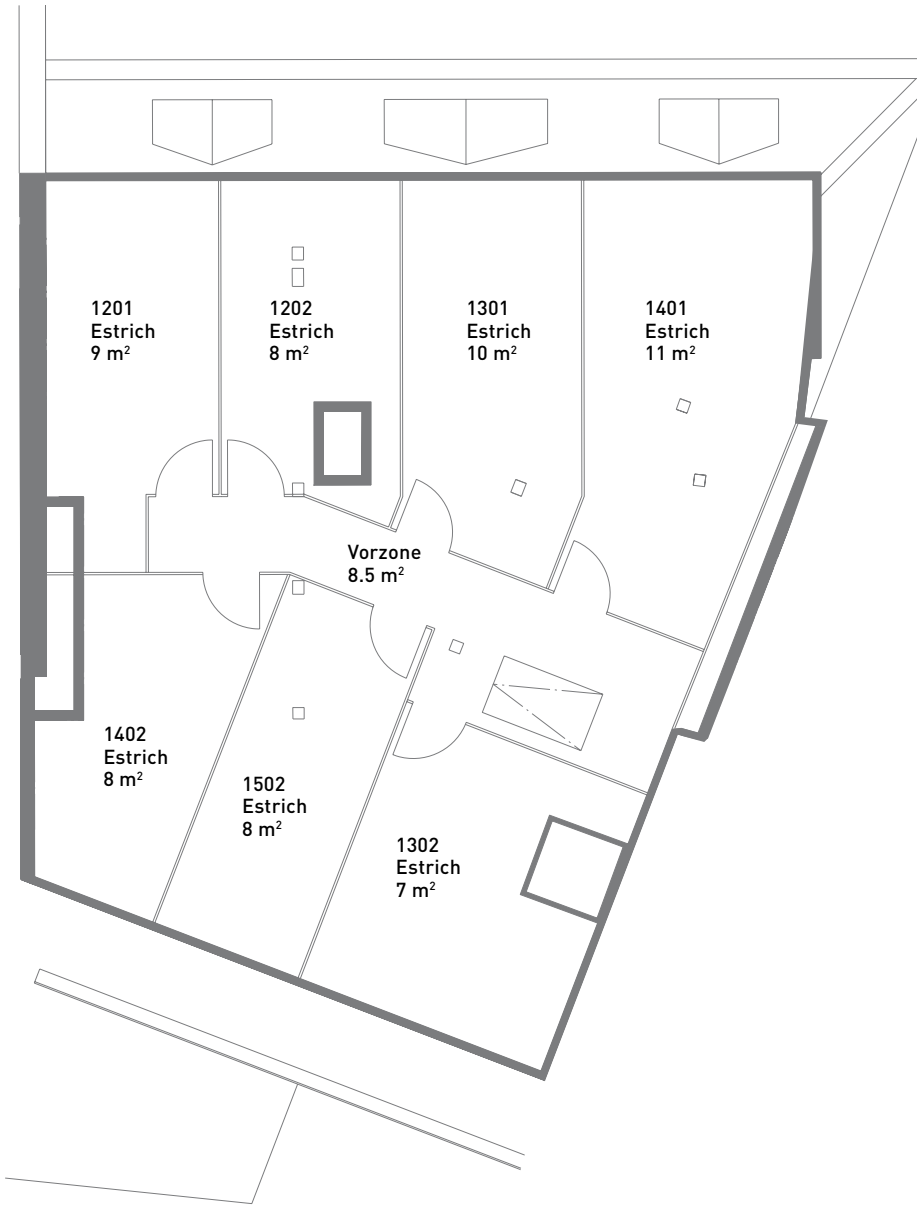 1201
Estrich
9 m²
1202
Estrich
8 m²
1301
Estrich
10 m²
1401
Estrich
11 m²
Vorzone
8.5 m²
1402
Estrich
8 m²
1502
Estrich
8 m²
1302
Estrich
7 m²